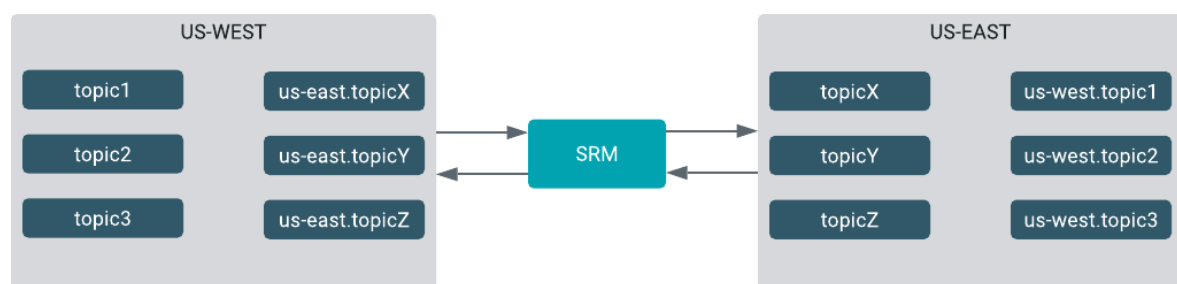 US-WEST
topic1
us-east.topicX
topic2
us-east.topicY
topic3
us-east.topicZ
SRM
US-EAST
topicX
us-west.topic1
topicY
us-west.topic2
topicZ
us-west.topic3